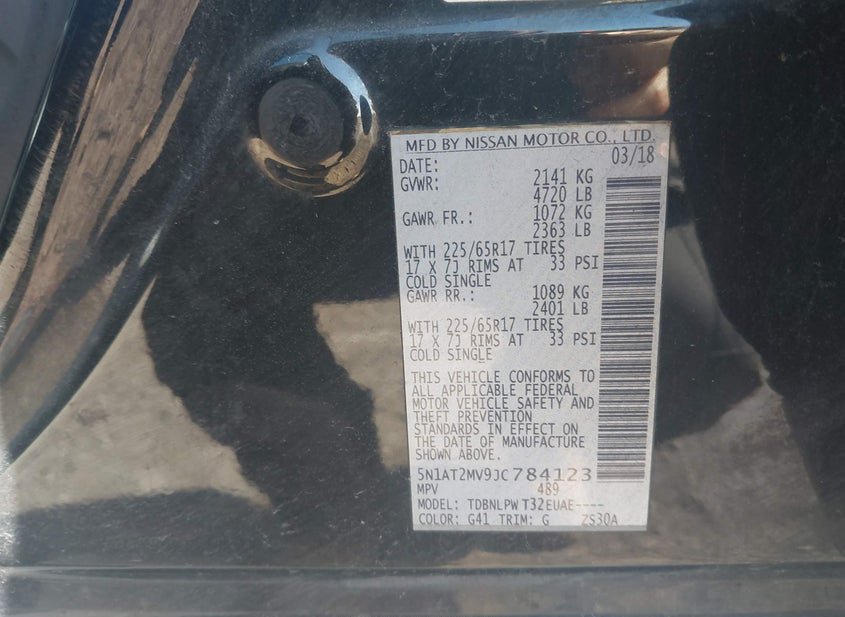 MFD BY NISSAN MOTOR CO., LTD.
DATE: 03/18
GVWR: 2141 KG
4720 LB
GAWR FR.: 1072 KG
2363 LB
WITH 225/65R17 TIRES
17 X 7J RIMS AT 33 PSI
COLD SINGLE
GAWR RR.: 1089 KG
2401 LB
WITH 225/65R17 TIRES
17 X 7J RIMS AT 33 PSI
COLD SINGLE
THIS VEHICLE CONFORMS TO
ALL APPLICABLE FEDERAL
MOTOR VEHICLE SAFETY AND
THEFT PREVENTION
STANDARDS IN EFFECT ON
THE DATE OF MANUFACTURE
SHOWN ABOVE.
5N1AT2MV9JC784123
MPV 489
MODEL: TDBNLPW T32EUAE----
COLOR: G41 TRIM: G ZS30A